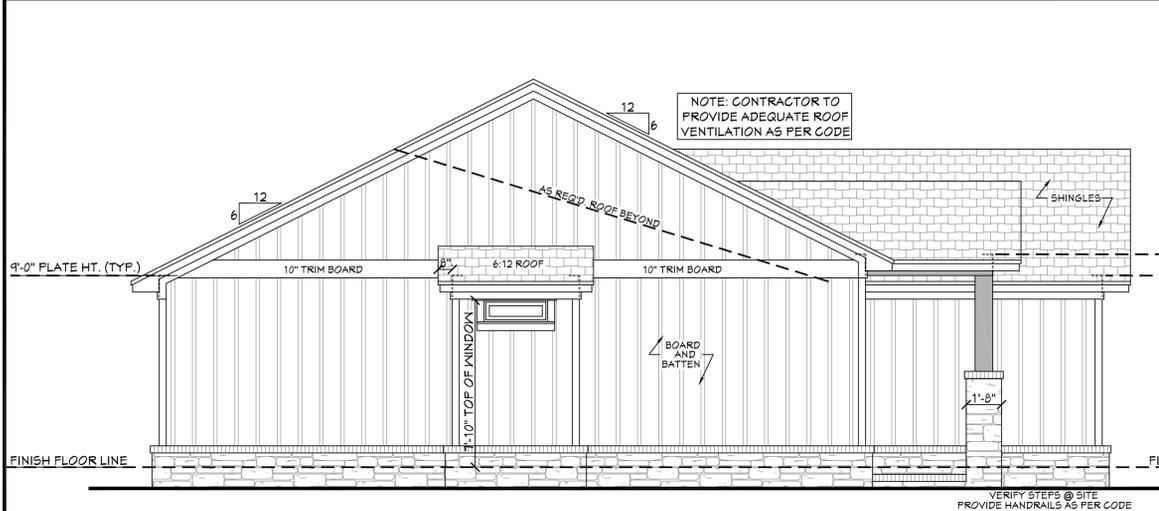 12
6
NOTE: CONTRACTOR TO
PROVIDE ADEQUATE ROOF
VENTILATION AS PER CODE
12
6
AS REQ'D. ROOF BEYOND
SHINGLES
9'-0" PLATE HT. (TYP.)
10" TRIM BOARD
8"
6:12 ROOF
10" TRIM BOARD
7'-10" TOP OF WINDOW
BOARD
AND
BATTEN
1'-8"
FINISH FLOOR LINE
FI
VERIFY STEPS @ SITE
PROVIDE HANDRAILS AS PER CODE